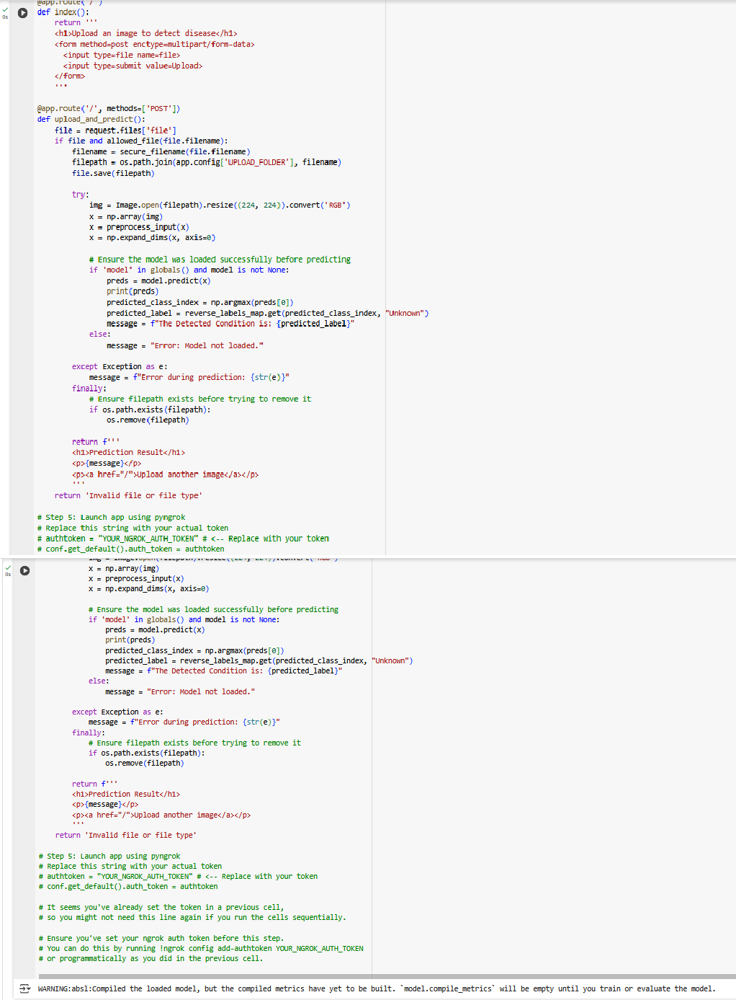 @app.route('/')
0s
def index():
    return '''
    <h1>Upload an image to detect disease</h1>
    <form method=post enctype=multipart/form-data>
      <input type=file name=file>
      <input type=submit value=Upload>
    </form>
    '''
@app.route('/', methods=['POST'])
def upload_and_predict():
    file = request.files['file']
    if file and allowed_file(file.filename):
        filename = secure_filename(file.filename)
        filepath = os.path.join(app.config['UPLOAD_FOLDER'], filename)
        file.save(filepath)
        try:
            img = Image.open(filepath).resize((224, 224)).convert('RGB')
            x = np.array(img)
            x = preprocess_input(x)
            x = np.expand_dims(x, axis=0)
            # Ensure the model was loaded successfully before predicting
            if 'model' in globals() and model is not None:
                preds = model.predict(x)
                print(preds)
                predicted_class_index = np.argmax(preds[0])
                predicted_label = reverse_labels_map.get(predicted_class_index, "Unknown")
                message = f"The Detected Condition is: {predicted_label}"
            else:
                message = "Error: Model not loaded."
        except Exception as e:
            message = f"Error during prediction: {str(e)}"
        finally:
            # Ensure filepath exists before trying to remove it
            if os.path.exists(filepath):
                os.remove(filepath)
        return f'''
        <h1>Prediction Result</h1>
        <p>{message}</p>
        <p><a href="/">Upload another image</a></p>
        '''
    return 'Invalid file or file type'
# Step 5: Launch app using pyngrok
# Replace this string with your actual token
# authtoken = "YOUR_NGROK_AUTH_TOKEN" # <-- Replace with your token
# conf.get_default().auth_token = authtoken
            img = Image.open(filepath).resize((224, 224)).convert('RGB')
0s
            x = np.array(img)
            x = preprocess_input(x)
            x = np.expand_dims(x, axis=0)
            # Ensure the model was loaded successfully before predicting
            if 'model' in globals() and model is not None:
                preds = model.predict(x)
                print(preds)
                predicted_class_index = np.argmax(preds[0])
                predicted_label = reverse_labels_map.get(predicted_class_index, "Unknown")
                message = f"The Detected Condition is: {predicted_label}"
            else:
                message = "Error: Model not loaded."
        except Exception as e:
            message = f"Error during prediction: {str(e)}"
        finally:
            # Ensure filepath exists before trying to remove it
            if os.path.exists(filepath):
                os.remove(filepath)
        return f'''
        <h1>Prediction Result</h1>
        <p>{message}</p>
        <p><a href="/">Upload another image</a></p>
        '''
    return 'Invalid file or file type'
# Step 5: Launch app using pyngrok
# Replace this string with your actual token
# authtoken = "YOUR_NGROK_AUTH_TOKEN" # <-- Replace with your token
# conf.get_default().auth_token = authtoken
# It seems you've already set the token in a previous cell,
# so you might not need this line again if you run the cells sequentially.
# Ensure you've set your ngrok auth token before this step.
# You can do this by running !ngrok config add-authtoken YOUR_NGROK_AUTH_TOKEN
# or programmatically as you did in the previous cell.
WARNING:absl:Compiled the loaded model, but the compiled metrics have yet to be built. `model.compile_metrics` will be empty until you train or evaluate the model.